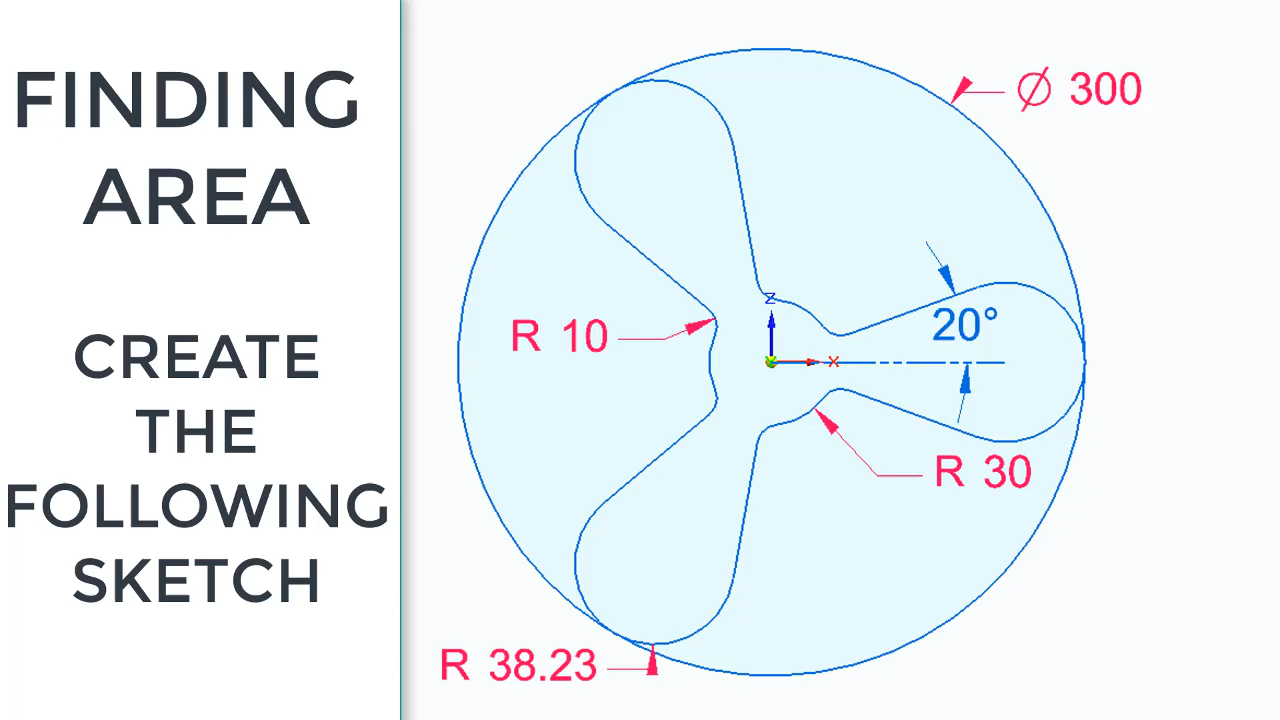 FINDING
AREA
CREATE
THE
FOLLOWING
SKETCH
Ø 300
20°
R 10
Z
X
Y
R 30
R 38.23